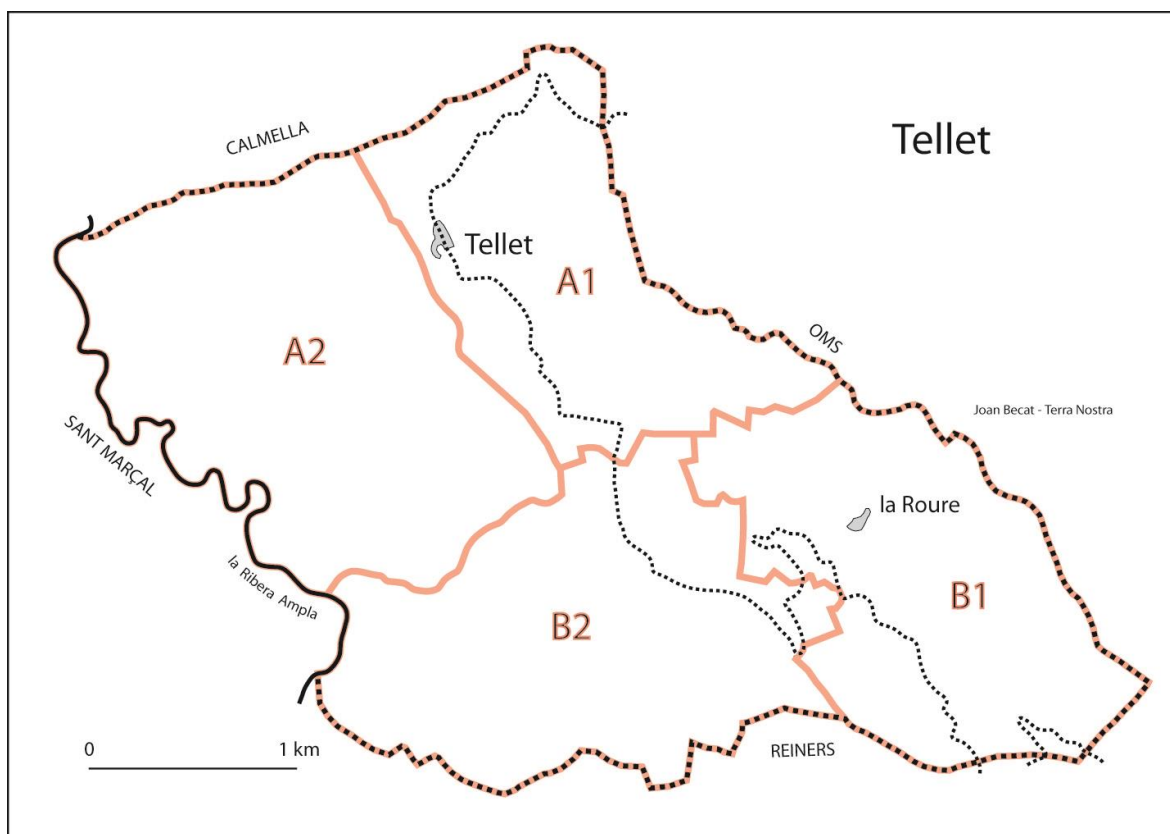 Tellet
CALMELLA
Tellet
A1
A2
OMS
Joan Becat - Terra Nostra
SANT MARÇAL
la Roure
la Ribera Ampla
B1
B2
0 1 km
REINERS